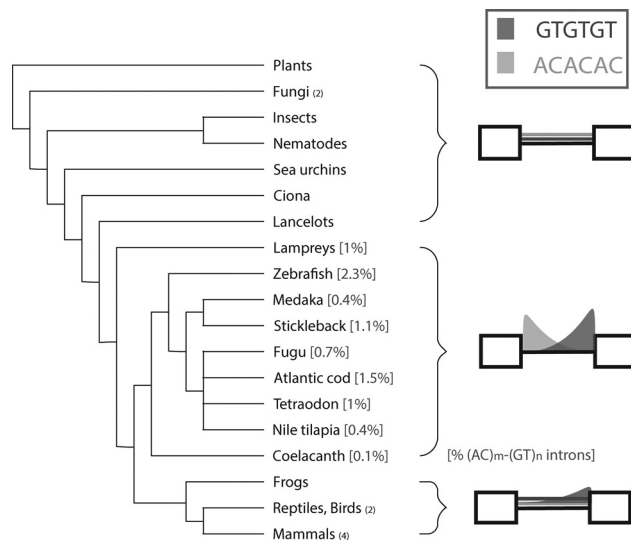 GTGTGT
ACACAC
Plants
Fungi (2)
Insects
Nematodes
Sea urchins
Ciona
Lancelots
Lampreys [1%]
Zebrafish [2.3%]
Medaka [0.4%]
Stickleback [1.1%]
Fugu [0.7%]
Atlantic cod [1.5%]
Tetraodon [1%]
Nile tilapia [0.4%]
Coelacanth [0.1%]
[% (AC)m-(GT)n introns]
Frogs
Reptiles, Birds (2)
Mammals (4)